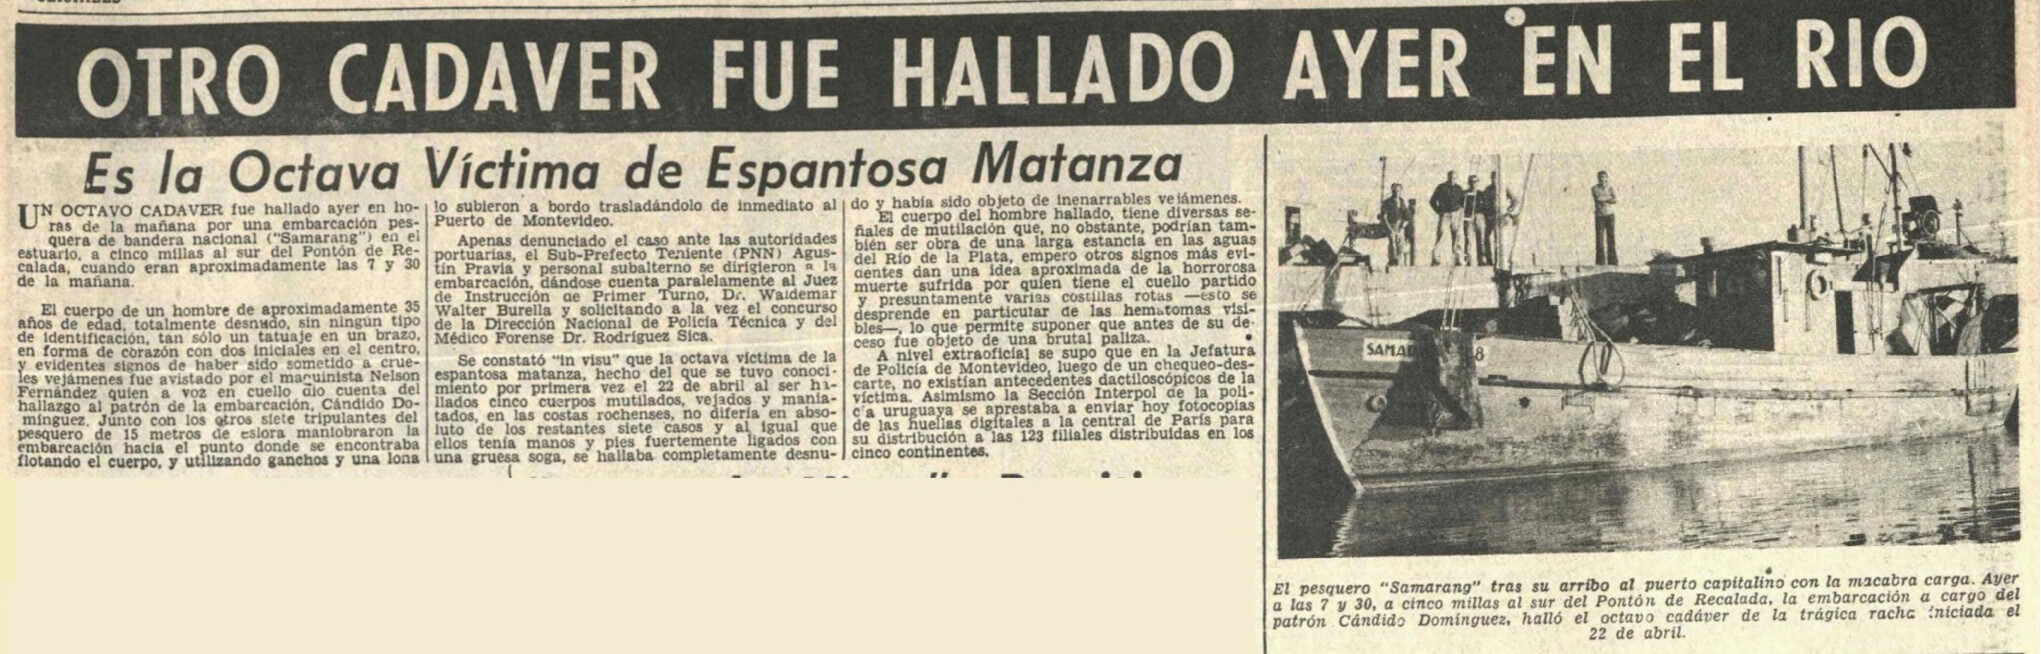 OTRO CADAVER FUE HALLADO AYER EN EL RIO
Es la Octava Víctima de Espantosa Matanza
UN OCTAVO CADAVER fue hallado ayer en ho-
ras de la mañana por una embarcación pes-
quera de bandera nacional ("Samarang") en el
estuario, a cinco millas al sur del Pontón de Re-
calada, cuando eran aproximadamente las 7 y 30
de la mañana.
El cuerpo de un hombre de aproximadamente 35
años de edad, totalmente desnudo, sin ningún tipo
de identificación, tan sólo un tatuaje en un brazo,
en forma de corazón con dos iniciales en el centro,
y evidentes signos de haber sido sometido a crue-
les vejámenes fue avistado por el maquinista Nelson
Fernández quien a voz en cuello dio cuenta del
hallazgo al patrón de la embarcación, Cándido Do-
mínguez. Junto con los otros siete tripulantes del
pesquero de 15 metros de eslora maniobraron la
embarcación hacia el punto donde se encontraba
flotando el cuerpo, y utilizando ganchos y una lona
lo subieron a bordo trasladándolo de inmediato al
Puerto de Montevideo.
Apenas denunciado el caso ante las autoridades
portuarias, el Sub-Prefecto Teniente (PNN) Agus-
tín Pravia y personal subalterno se dirigieron a la
embarcación, dándose cuenta paralelamente al Juez
de Instrucción de Primer Turno, Dr. Waldemar
Walter Burella y solicitando a la vez el concurso
de la Dirección Nacional de Policía Técnica y del
Médico Forense Dr. Rodríguez Sica.
Se constató "in visu" que la octava víctima de la
espantosa matanza, hecho del que se tuvo conoci-
miento por primera vez el 22 de abril al ser ha-
llados cinco cuerpos mutilados, vejados y mania-
tados, en las costas rochenses, no difería en abso-
luto de los restantes siete casos y al igual que
ellos tenía manos y pies fuertemente ligados con
una gruesa soga, se hallaba completamente desnu-
do y había sido objeto de inenarrables vejámenes.
El cuerpo del hombre hallado, tiene diversas se-
ñales de mutilación que, no obstante, podrían tam-
bién ser obra de una larga estancia en las aguas
del Río de la Plata, empero otros signos más evi-
dentes dan una idea aproximada de la horrorosa
muerte sufrida por quien tiene el cuello partido
y presuntamente varias costillas rotas —esto se
desprende en particular de las hematomas visi-
bles—, lo que permite suponer que antes de su de-
ceso fue objeto de una brutal paliza.
A nivel extraoficial se supo que en la Jefatura
de Policía de Montevideo, luego de un chequeo-des-
carte, no existían antecedentes dactiloscópicos de la
víctima. Asimismo la Sección Interpol de la poli-
cía uruguaya se aprestaba a enviar hoy fotocopias
de las huellas digitales a la central de París para
su distribución a las 123 filiales distribuidas en los
cinco continentes.
El pesquero "Samarang" tras su arribo al puerto capitalino con la macabra carga. Ayer
a las 7 y 30, a cinco millas al sur del Pontón de Recalada, la embarcación a cargo del
patrón Cándido Domínguez, halló el octavo cadáver de la trágica racha iniciada el
22 de abril.